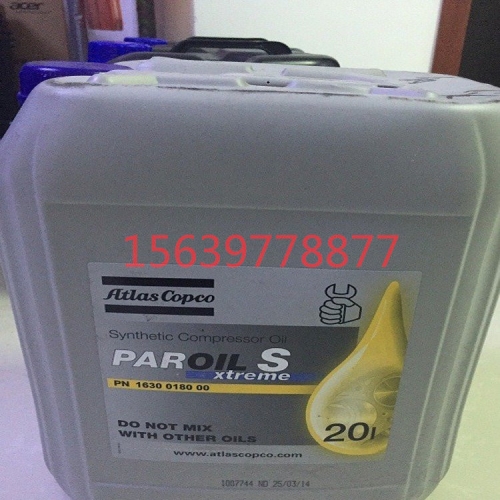 acer
15639778877
Atlas Copco
Synthetic Compressor Oil
PAROIL S
xtreme
PN 1630 0180 00
DO NOT MIX
WITH OTHER OILS
20l
www.atlascopco.com
1007744 ND 25/03/14